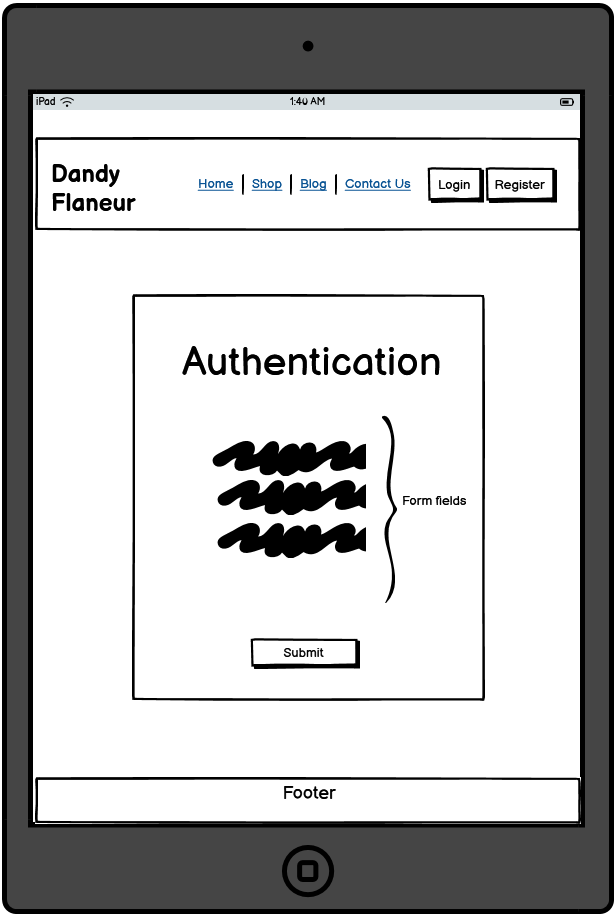 iPad 1:40 AM
Dandy
Flaneur
Home | Shop | Blog | Contact Us
Login Register
Authentication
Form fields
Submit
Footer